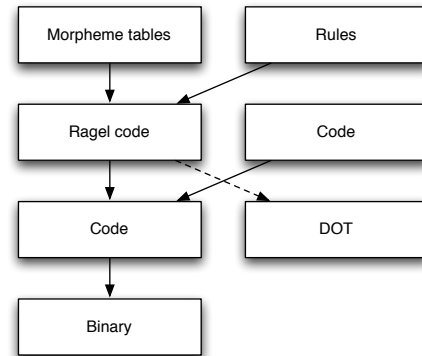 Morpheme tables
Rules
Ragel code
Code
Code
DOT
Binary